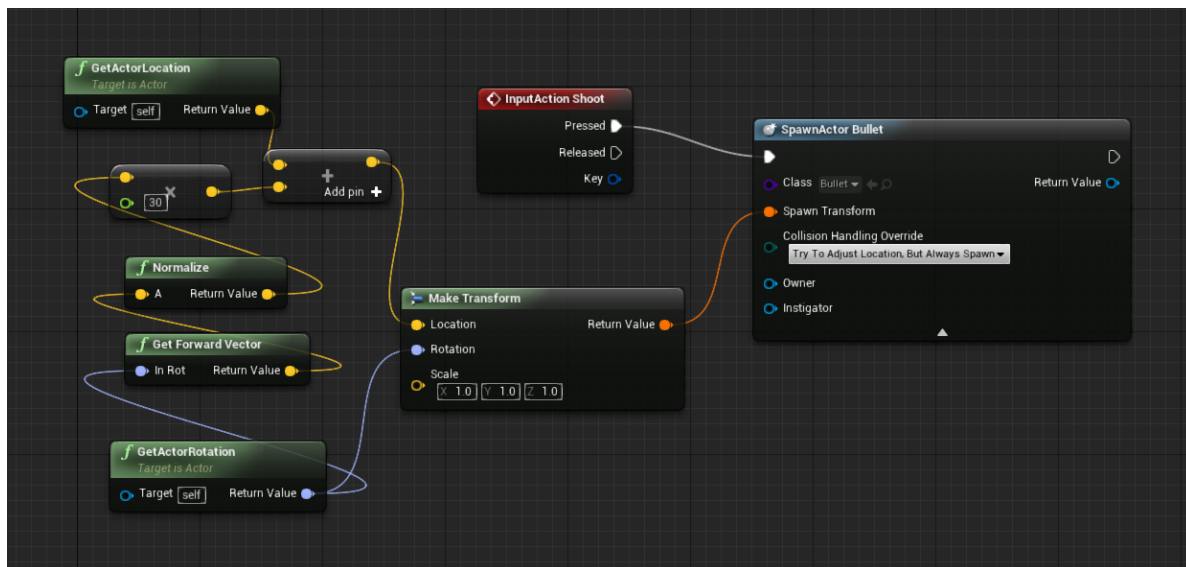 GetActorLocation
Target is Actor
Target self Return Value
30
Add pin
Normalize
A Return Value
Get Forward Vector
In Rot Return Value
GetActorRotation
Target is Actor
Target self Return Value
Make Transform
Location Return Value
Rotation
Scale
X 1.0 Y 1.0 Z 1.0
InputAction Shoot
Pressed
Released
Key
SpawnActor Bullet
Class Bullet Return Value
Spawn Transform
Collision Handling Override
Try To Adjust Location, But Always Spawn
Owner
Instigator